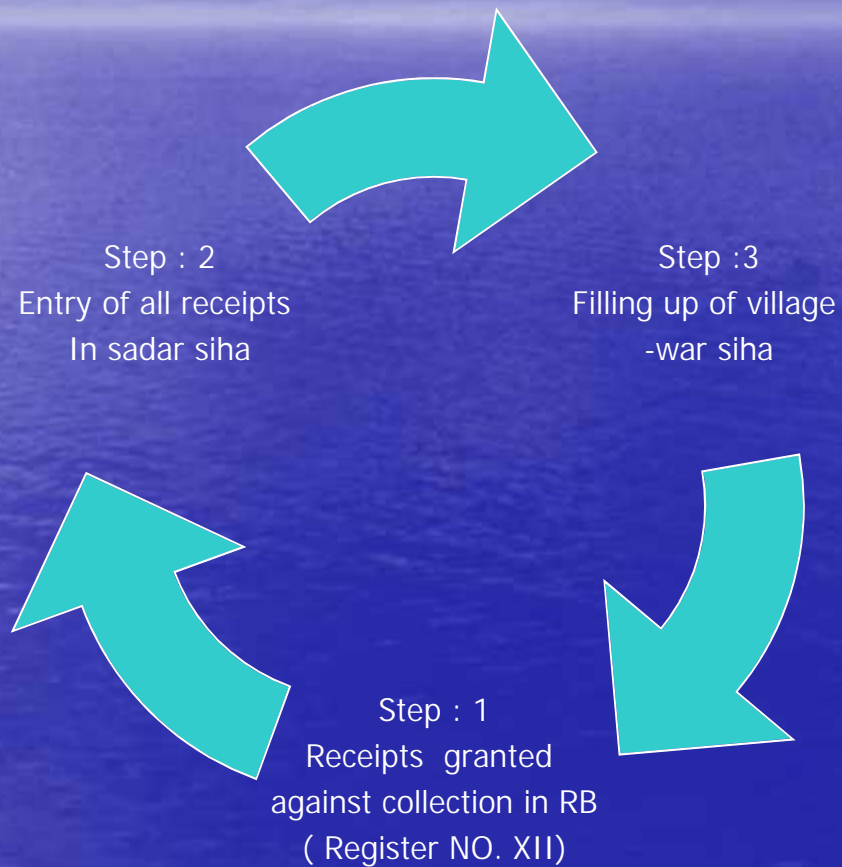 Step : 2
Entry of all receipts
In sadar siha
Step :3
Filling up of village
-war siha
Step : 1
Receipts granted
against collection in RB
( Register NO. XII)